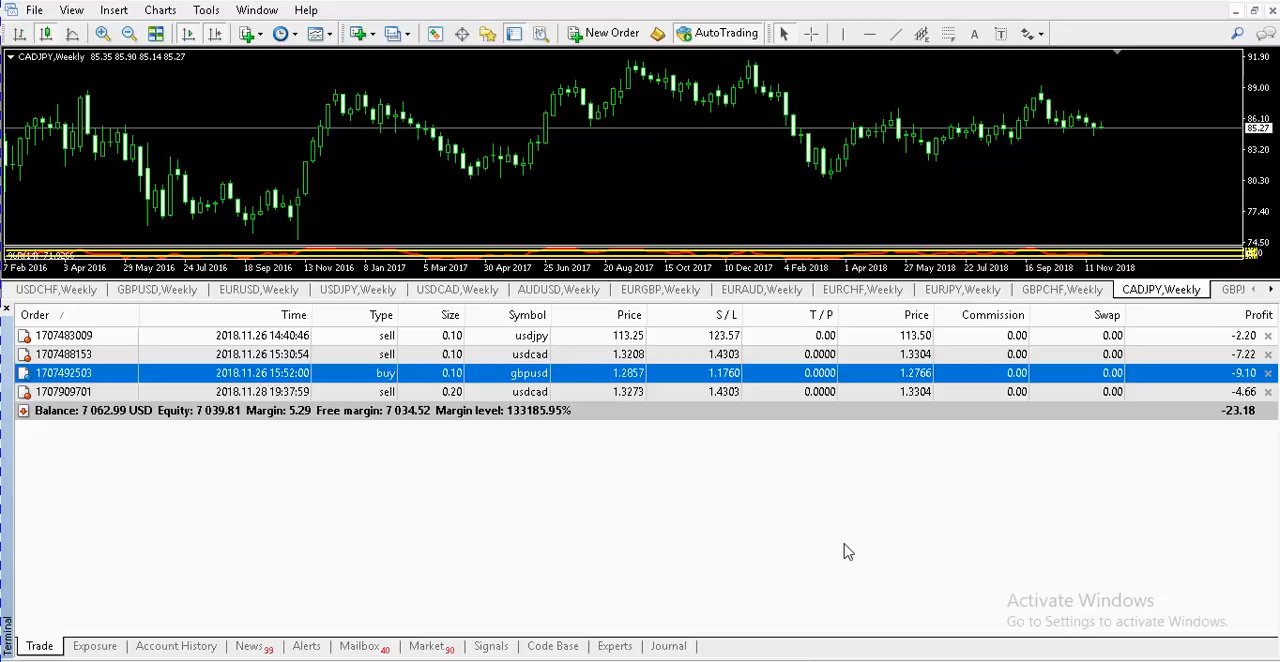 File View Insert Charts Tools Window Help
New Order AutoTrading A T
CADJPY,Weekly 85.35 85.90 85.14 85.27
91.90
89.00
86.10
85.27
83.20
80.30
77.40
74.50
7 Feb 2016 3 Apr 2016 29 May 2016 24 Jul 2016 18 Sep 2016 13 Nov 2016 8 Jan 2017 5 Mar 2017 30 Apr 2017 25 Jun 2017 20 Aug 2017 15 Oct 2017 10 Dec 2017 4 Feb 2018 1 Apr 2018 27 May 2018 22 Jul 2018 16 Sep 2018 11 Nov 2018
USDCHF,Weekly GBPUSD,Weekly EURUSD,Weekly USDJPY,Weekly USDCAD,Weekly AUDUSD,Weekly EURGBP,Weekly EURAUD,Weekly EURCHF,Weekly EURJPY,Weekly GBPCHF,Weekly CADJPY,Weekly GBPJ
Order / Time Type Size Symbol Price S / L T / P Price Commission Swap Profit
1707483009 2018.11.26 14:40:46 sell 0.10 usdjpy 113.25 123.57 0.00 113.50 0.00 0.00 -2.20
1707488153 2018.11.26 15:30:54 sell 0.10 usdcad 1.3208 1.4303 0.0000 1.3304 0.00 0.00 -7.22
1707492503 2018.11.26 15:52:00 buy 0.10 gbpusd 1.2857 1.1760 0.0000 1.2766 0.00 0.00 -9.10
1707909701 2018.11.28 19:37:59 sell 0.20 usdcad 1.3273 1.4303 0.0000 1.3304 0.00 0.00 -4.66
Balance: 7 062.99 USD Equity: 7 039.81 Margin: 5.29 Free margin: 7 034.52 Margin level: 133185.95% -23.18
Activate Windows
Go to Settings to activate Windows.
Terminal
Trade Exposure Account History News 99 Alerts Mailbox 40 Market 90 Signals Code Base Experts Journal